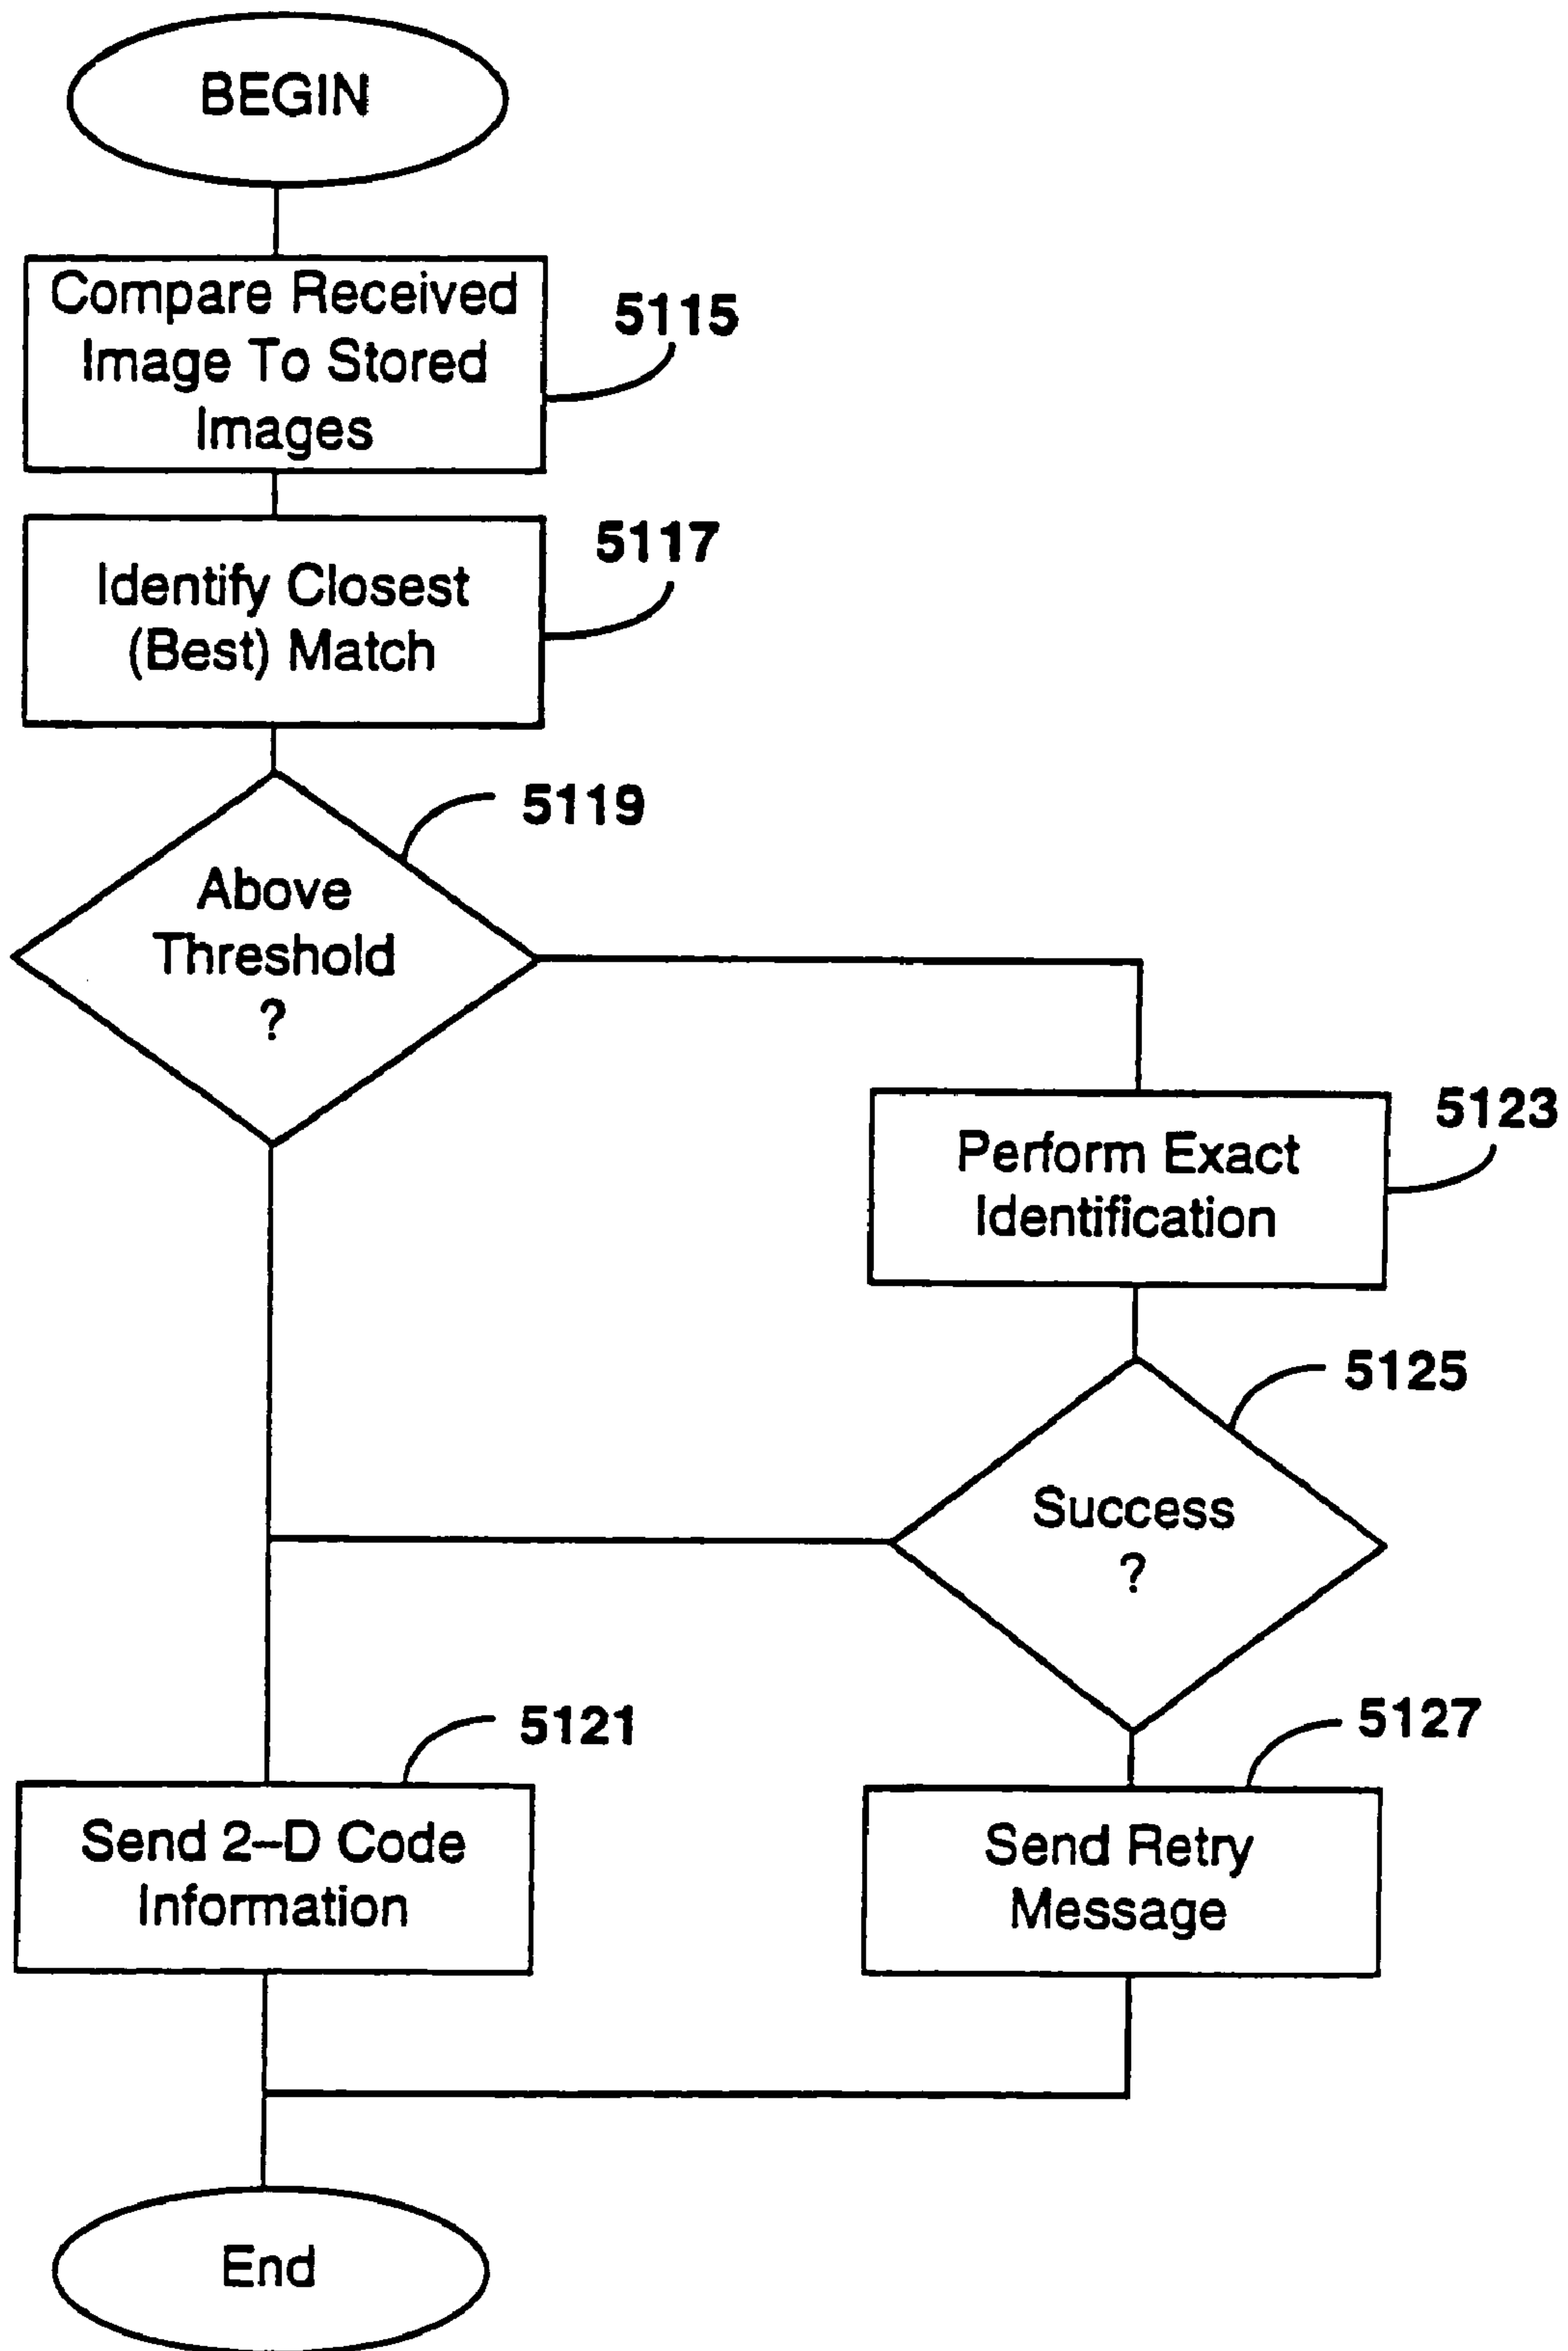 BEGIN
Compare Received
Image To Stored
Images
5115
Identify Closest
(Best) Match
5117
Above
Threshold
?
5119
Perform Exact
Identification
5123
Success
?
5125
Send 2–D Code
Information
5121
Send Retry
Message
5127
End